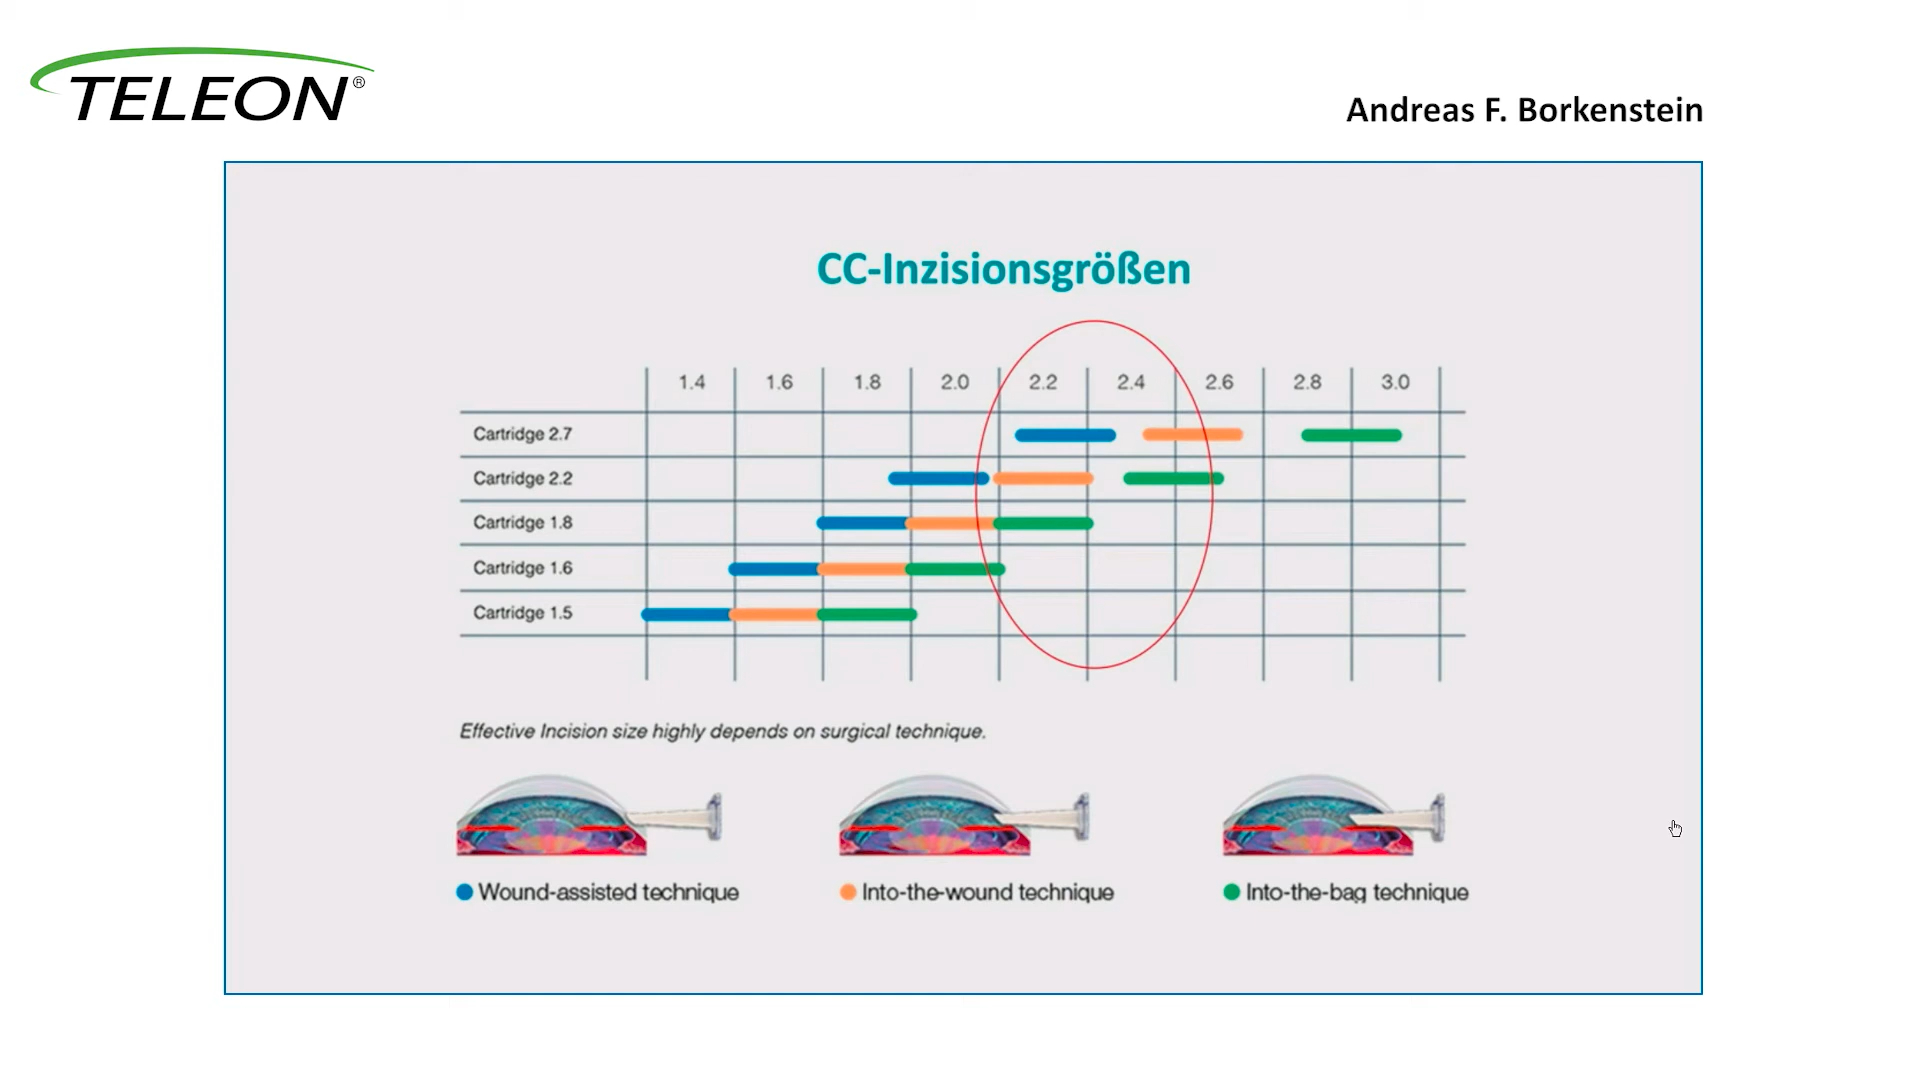 TELEON®
Andreas F. Borkenstein
CC-Inzisionsgrößen
1.4 1.6 1.8 2.0 2.2 2.4 2.6 2.8 3.0
Cartridge 2.7
Cartridge 2.2
Cartridge 1.8
Cartridge 1.6
Cartridge 1.5
Effective Incision size highly depends on surgical technique.
Wound-assisted technique
Into-the-wound technique
Into-the-bag technique